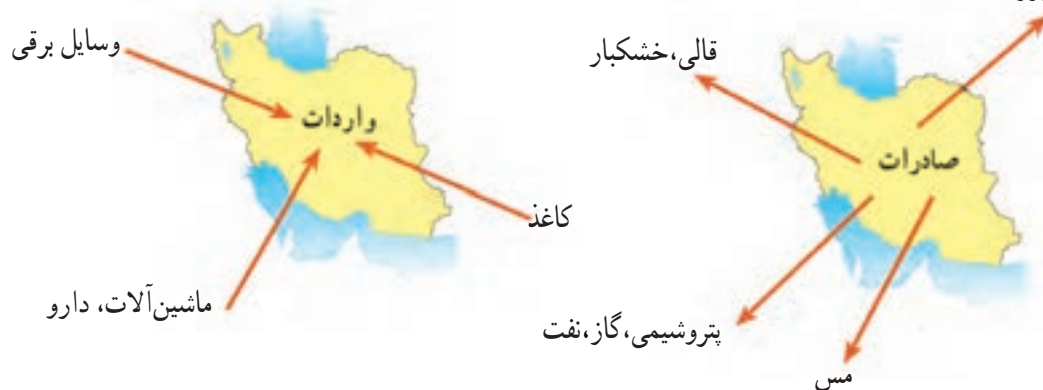 وسایل برقی
واردات
کاغذ
ماشین‌آلات، دارو
قالی،خشکبار
صادرات
پتروشیمی،گاز،نفت
مس